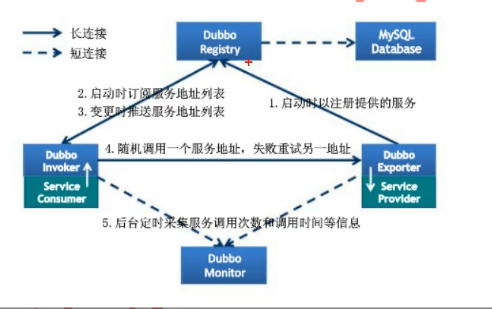 长连接
短连接
Dubbo
Registry
MySQL
Database
2.启动时订阅服务地址列表
3.变更时推送服务地址列表
1.启动时以注册提供的服务
4.随机调用一个服务地址，失败重试另一地址
Dubbo
Invoker
Service
Consumer
Dubbo
Exporter
Service
Provider
5.后台定时采集服务调用次数和调用时间等信息
Dubbo
Monitor